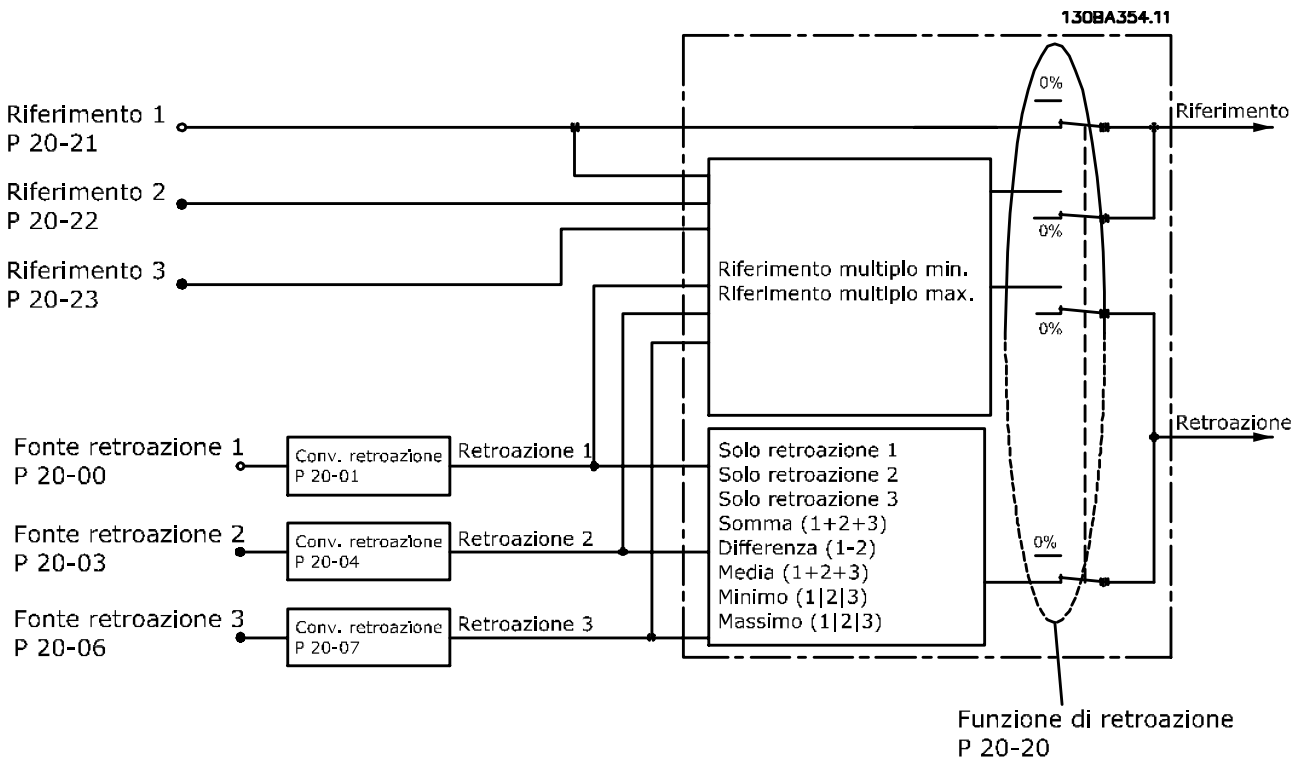 130BA354.11
0%
Riferimento 1
P 20-21
Riferimento
Riferimento 2
P 20-22
0%
Riferimento 3
P 20-23
Riferimento multiplo min.
Riferimento multiplo max.
0%
Fonte retroazione 1
P 20-00
Conv. retroazione
P 20-01
Retroazione 1
Solo retroazione 1
Solo retroazione 2
Solo retroazione 3
Somma (1+2+3)
Differenza (1-2)
Media (1+2+3)
Minimo (1|2|3)
Massimo (1|2|3)
Retroazione
Fonte retroazione 2
P 20-03
Conv. retroazione
P 20-04
Retroazione 2
0%
Fonte retroazione 3
P 20-06
Conv. retroazione
P 20-07
Retroazione 3
Funzione di retroazione
P 20-20